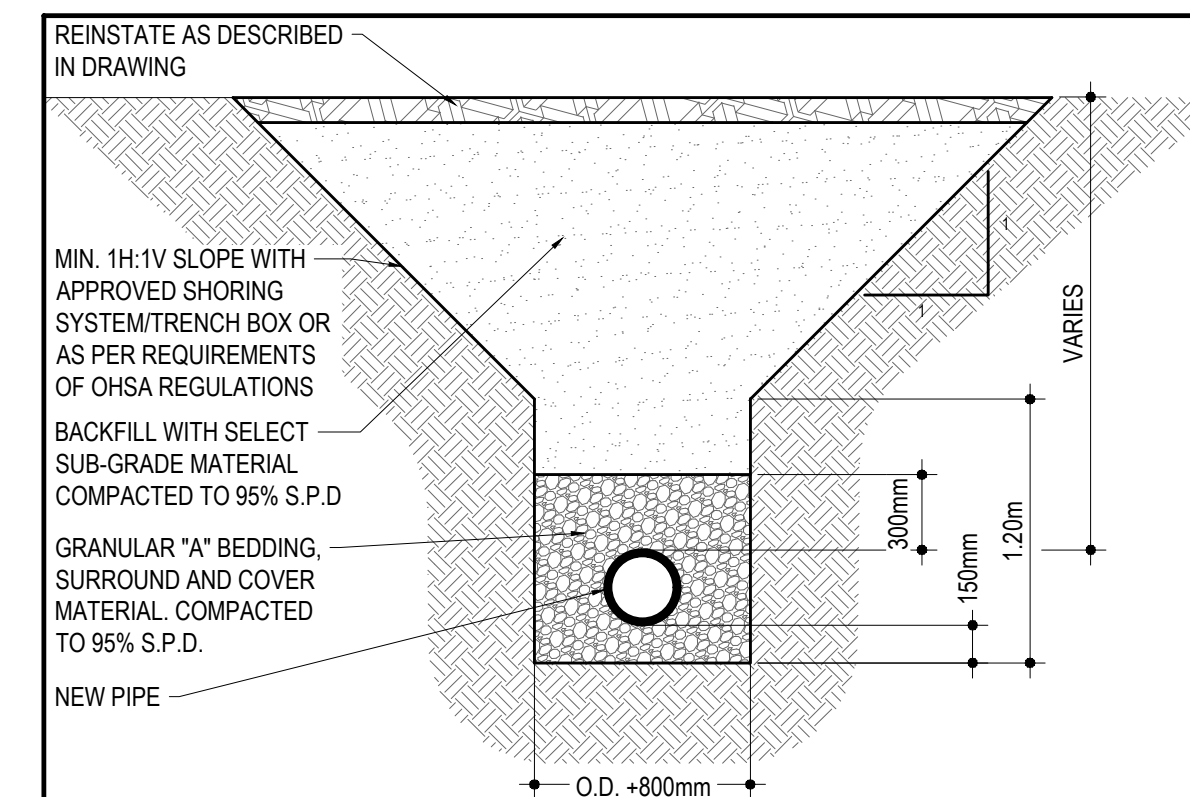 REINSTATE AS DESCRIBED
IN DRAWING
MIN. 1H:1V SLOPE WITH
APPROVED SHORING
SYSTEM/TRENCH BOX OR
AS PER REQUIREMENTS
OF OHSA REGULATIONS
BACKFILL WITH SELECT
SUB-GRADE MATERIAL
COMPACTED TO 95% S.P.D
GRANULAR "A" BEDDING,
SURROUND AND COVER
MATERIAL. COMPACTED
TO 95% S.P.D.
NEW PIPE
1
1
VARIES
300mm
1.20m
150mm
O.D. +800mm